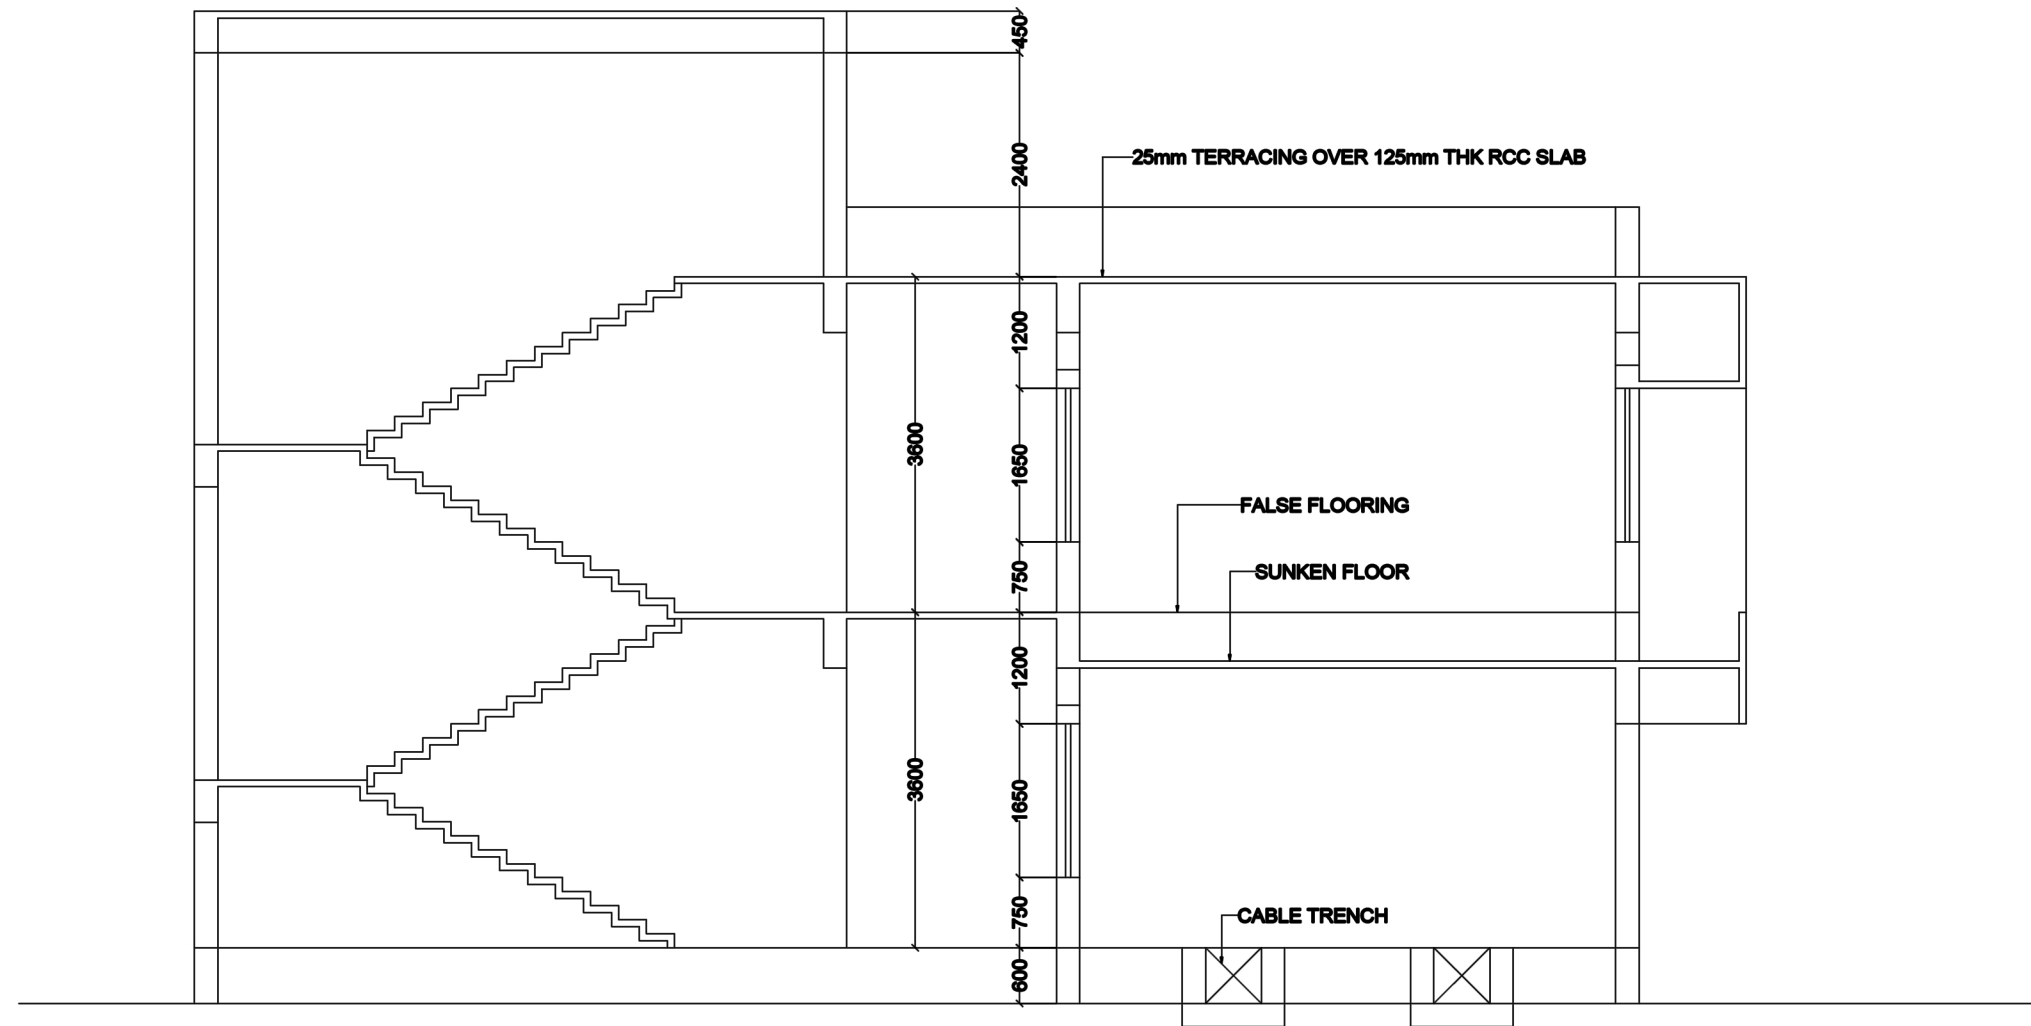 450
2400
25mm TERRACING OVER 125mm THK RCC SLAB
1200
3600
1650
FALSE FLOORING
SUNKEN FLOOR
750
1200
3600
1650
750
CABLE TRENCH
600